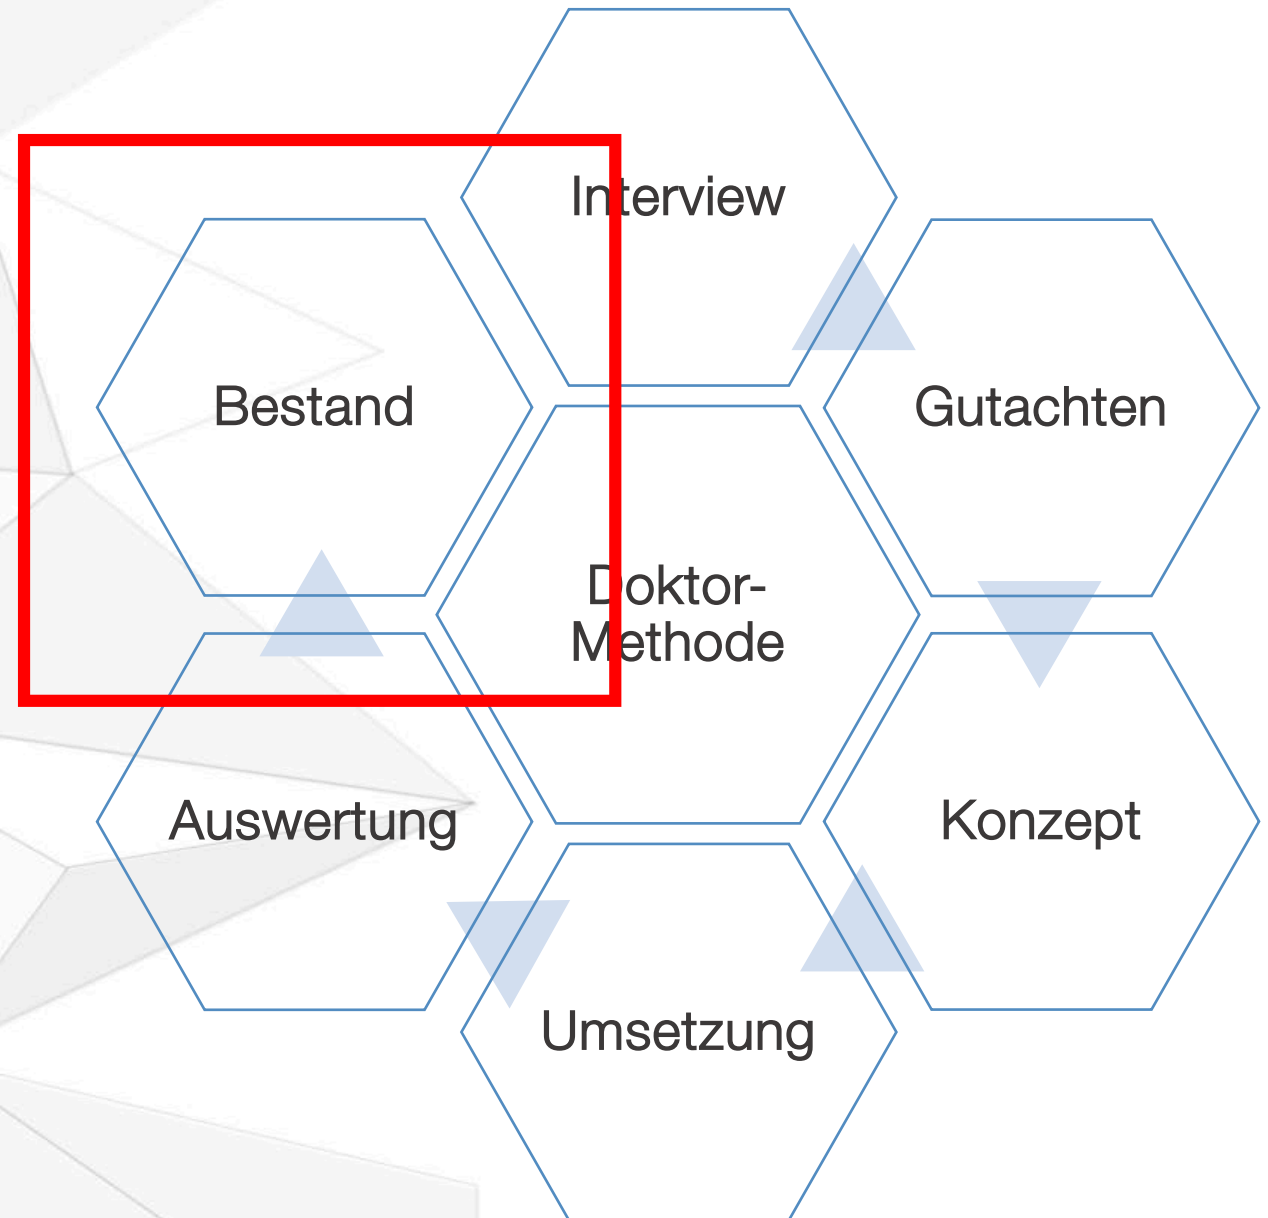 Interview
Bestand
Gutachten
Doktor-
Methode
Auswertung
Konzept
Umsetzung